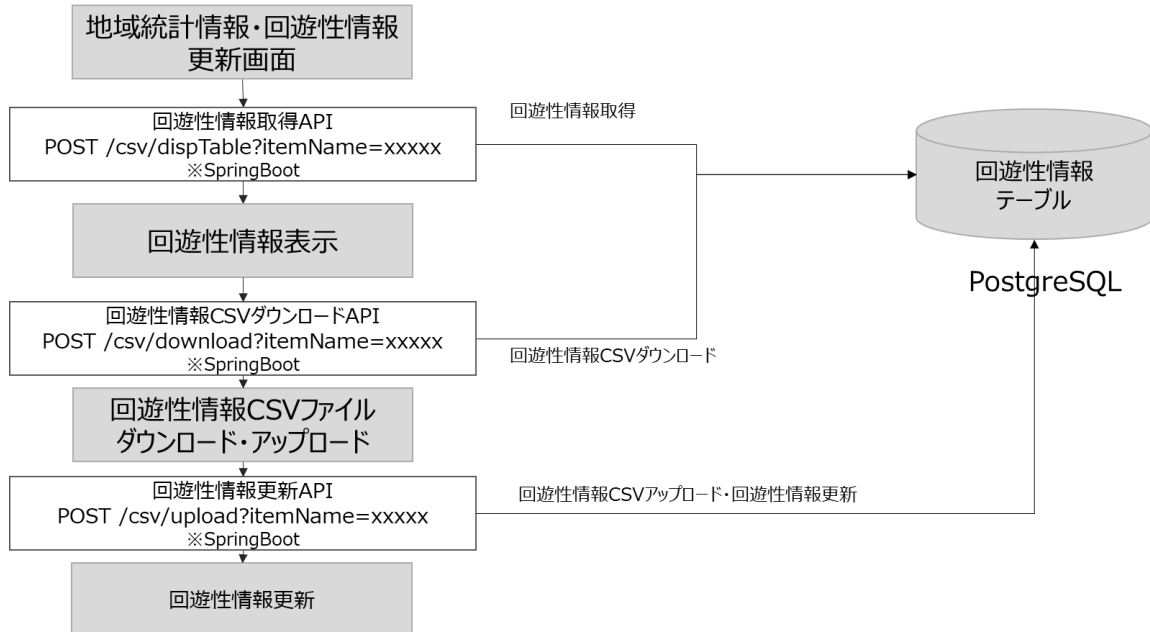 地域統計情報・回遊性情報
更新画面
回遊性情報取得API
POST /csv/dispTable?itemName=xxxxx
※SpringBoot
回遊性情報取得
回遊性情報
テーブル
回遊性情報表示
PostgreSQL
回遊性情報CSVダウンロードAPI
POST /csv/download?itemName=xxxxx
※SpringBoot
回遊性情報CSVダウンロード
回遊性情報CSVファイル
ダウンロード・アップロード
回遊性情報更新API
POST /csv/upload?itemName=xxxxx
※SpringBoot
回遊性情報CSVアップロード・回遊性情報更新
回遊性情報更新